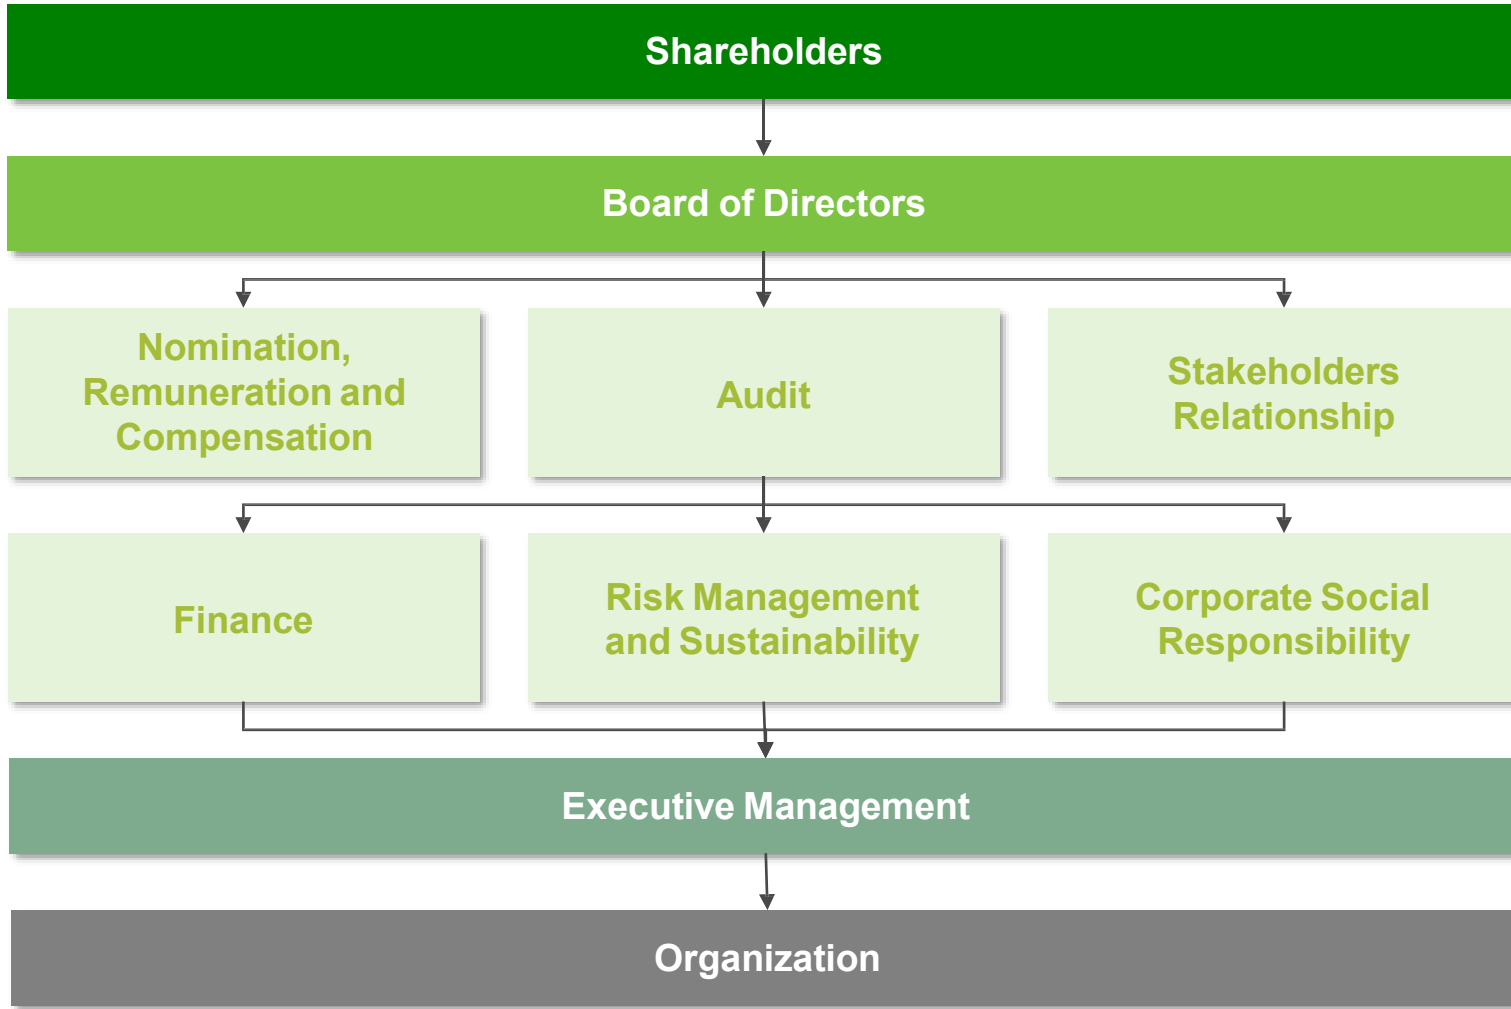 Shareholders
Board of Directors
Nomination,
Remuneration and
Compensation
Audit
Stakeholders
Relationship
Finance
Risk Management
and Sustainability
Corporate Social
Responsibility
Executive Management
Organization